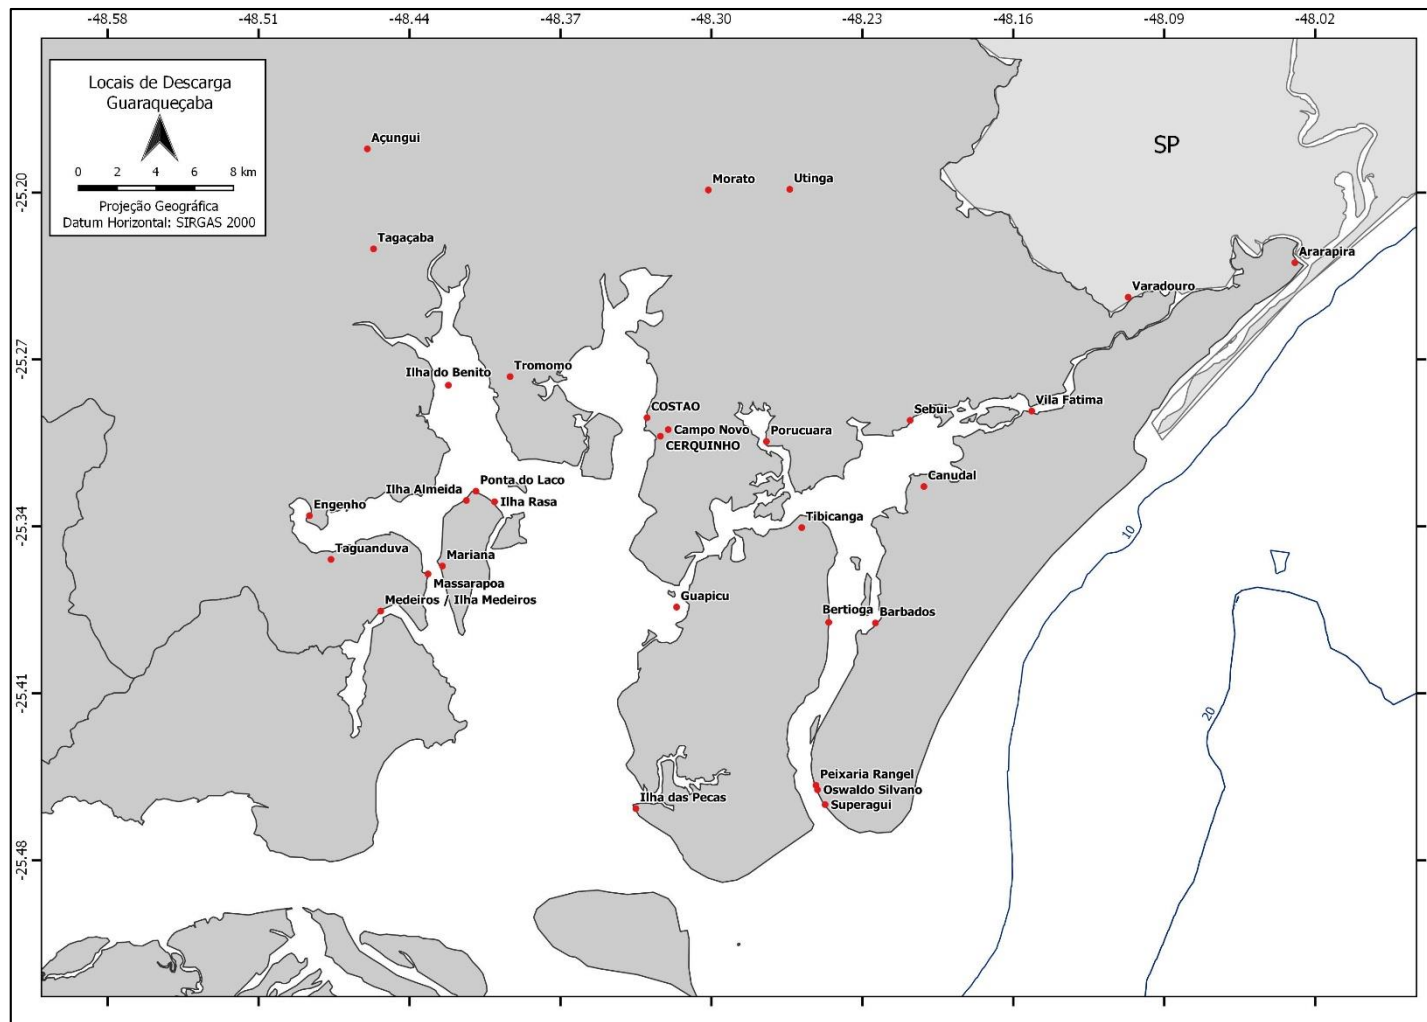 -48.58
-48.51
-48.44
-48.37
-48.30
-48.23
-48.16
-48.09
-48.02
Locais de Descarga
Guaraqueçaba
0 2 4 6 8 km
Projeção Geográfica
Datum Horizontal: SIRGAS 2000
-25.20
-25.27
-25.34
-25.41
-25.48
SP
Açungui
Morato
Utinga
Tagaçaba
Ararapira
Varadouro
Ilha do Benito
Tromomo
COSTAO
Campo Novo
CERQUINHO
Porucuara
Sebui
Vila Fatima
Canudal
Ponta do Laco
Ilha Almeida
Ilha Rasa
Engenho
Tibicanga
Taguanduva
Mariana
Massarapoa
Medeiros
Ilha Medeiros
Guapicu
Bertioga
Barbados
Peixaria Rangel
Oswaldo Silvano
Superagui
Ilha das Pecas
10
20